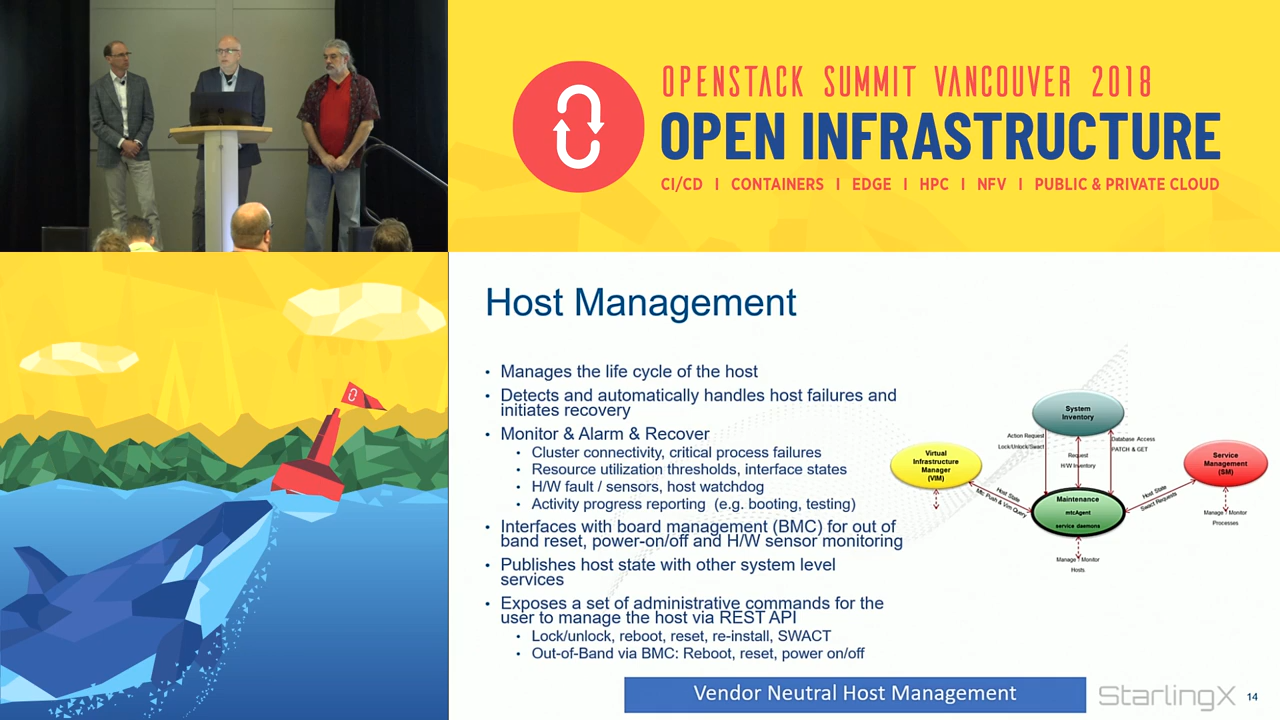 OPENSTACK SUMMIT VANCOUVER 2018
OPEN INFRASTRUCTURE
CI/CD I CONTAINERS I EDGE I HPC I NFV I PUBLIC & PRIVATE CLOUD
Host Management
• Manages the life cycle of the host
• Detects and automatically handles host failures and
initiates recovery
• Monitor & Alarm & Recover
• Cluster connectivity, critical process failures
• Resource utilization thresholds, interface states
• H/W fault / sensors, host watchdog
• Activity progress reporting (e.g. booting, testing)
• Interfaces with board management (BMC) for out of
band reset, power-on/off and H/W sensor monitoring
• Publishes host state with other system level
services
• Exposes a set of administrative commands for the
user to manage the host via REST API
• Lock/unlock, reboot, reset, re-install, SWACT
• Out-of-Band via BMC: Reboot, reset, power on/off
System
Inventory
Action Request
Lock/Unlock/Swact
Database Access
PATCH & GET
Request
H/W Inventory
Virtual
Infrastructure
Manager
(VIM)
Service
Management
(SM)
Host State
Mtc Push & Vim Query
Host State
Swact Requests
Maintenance
mtcAgent
service daemons
Manage / Monitor
Processes
Manage / Monitor
Hosts
Vendor Neutral Host Management
StarlingX
14